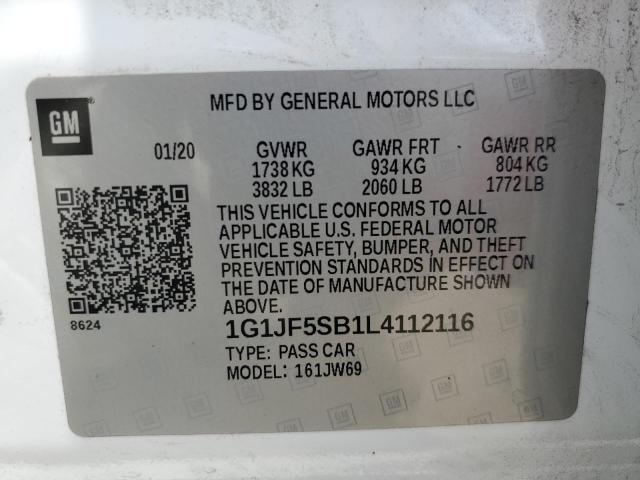 GM
MFD BY GENERAL MOTORS LLC
01/20 GVWR GAWR FRT GAWR RR
1738 KG 934 KG 804 KG
3832 LB 2060 LB 1772 LB
THIS VEHICLE CONFORMS TO ALL
APPLICABLE U.S. FEDERAL MOTOR
VEHICLE SAFETY, BUMPER, AND THEFT
PREVENTION STANDARDS IN EFFECT ON
THE DATE OF MANUFACTURE SHOWN
ABOVE.
8624
1G1JF5SB1L4112116
TYPE: PASS CAR
MODEL: 161JW69